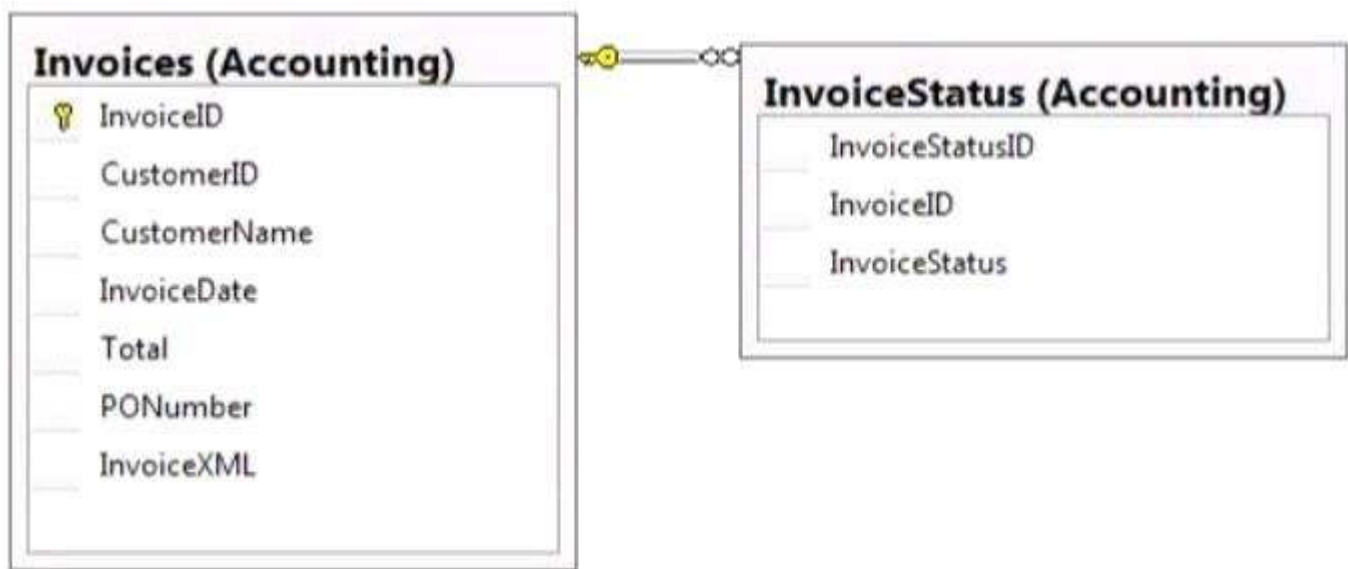 Invoices (Accounting)
InvoiceID
CustomerID
CustomerName
InvoiceDate
Total
PONumber
InvoiceXML
InvoiceStatus (Accounting)
InvoiceStatusID
InvoiceID
InvoiceStatus